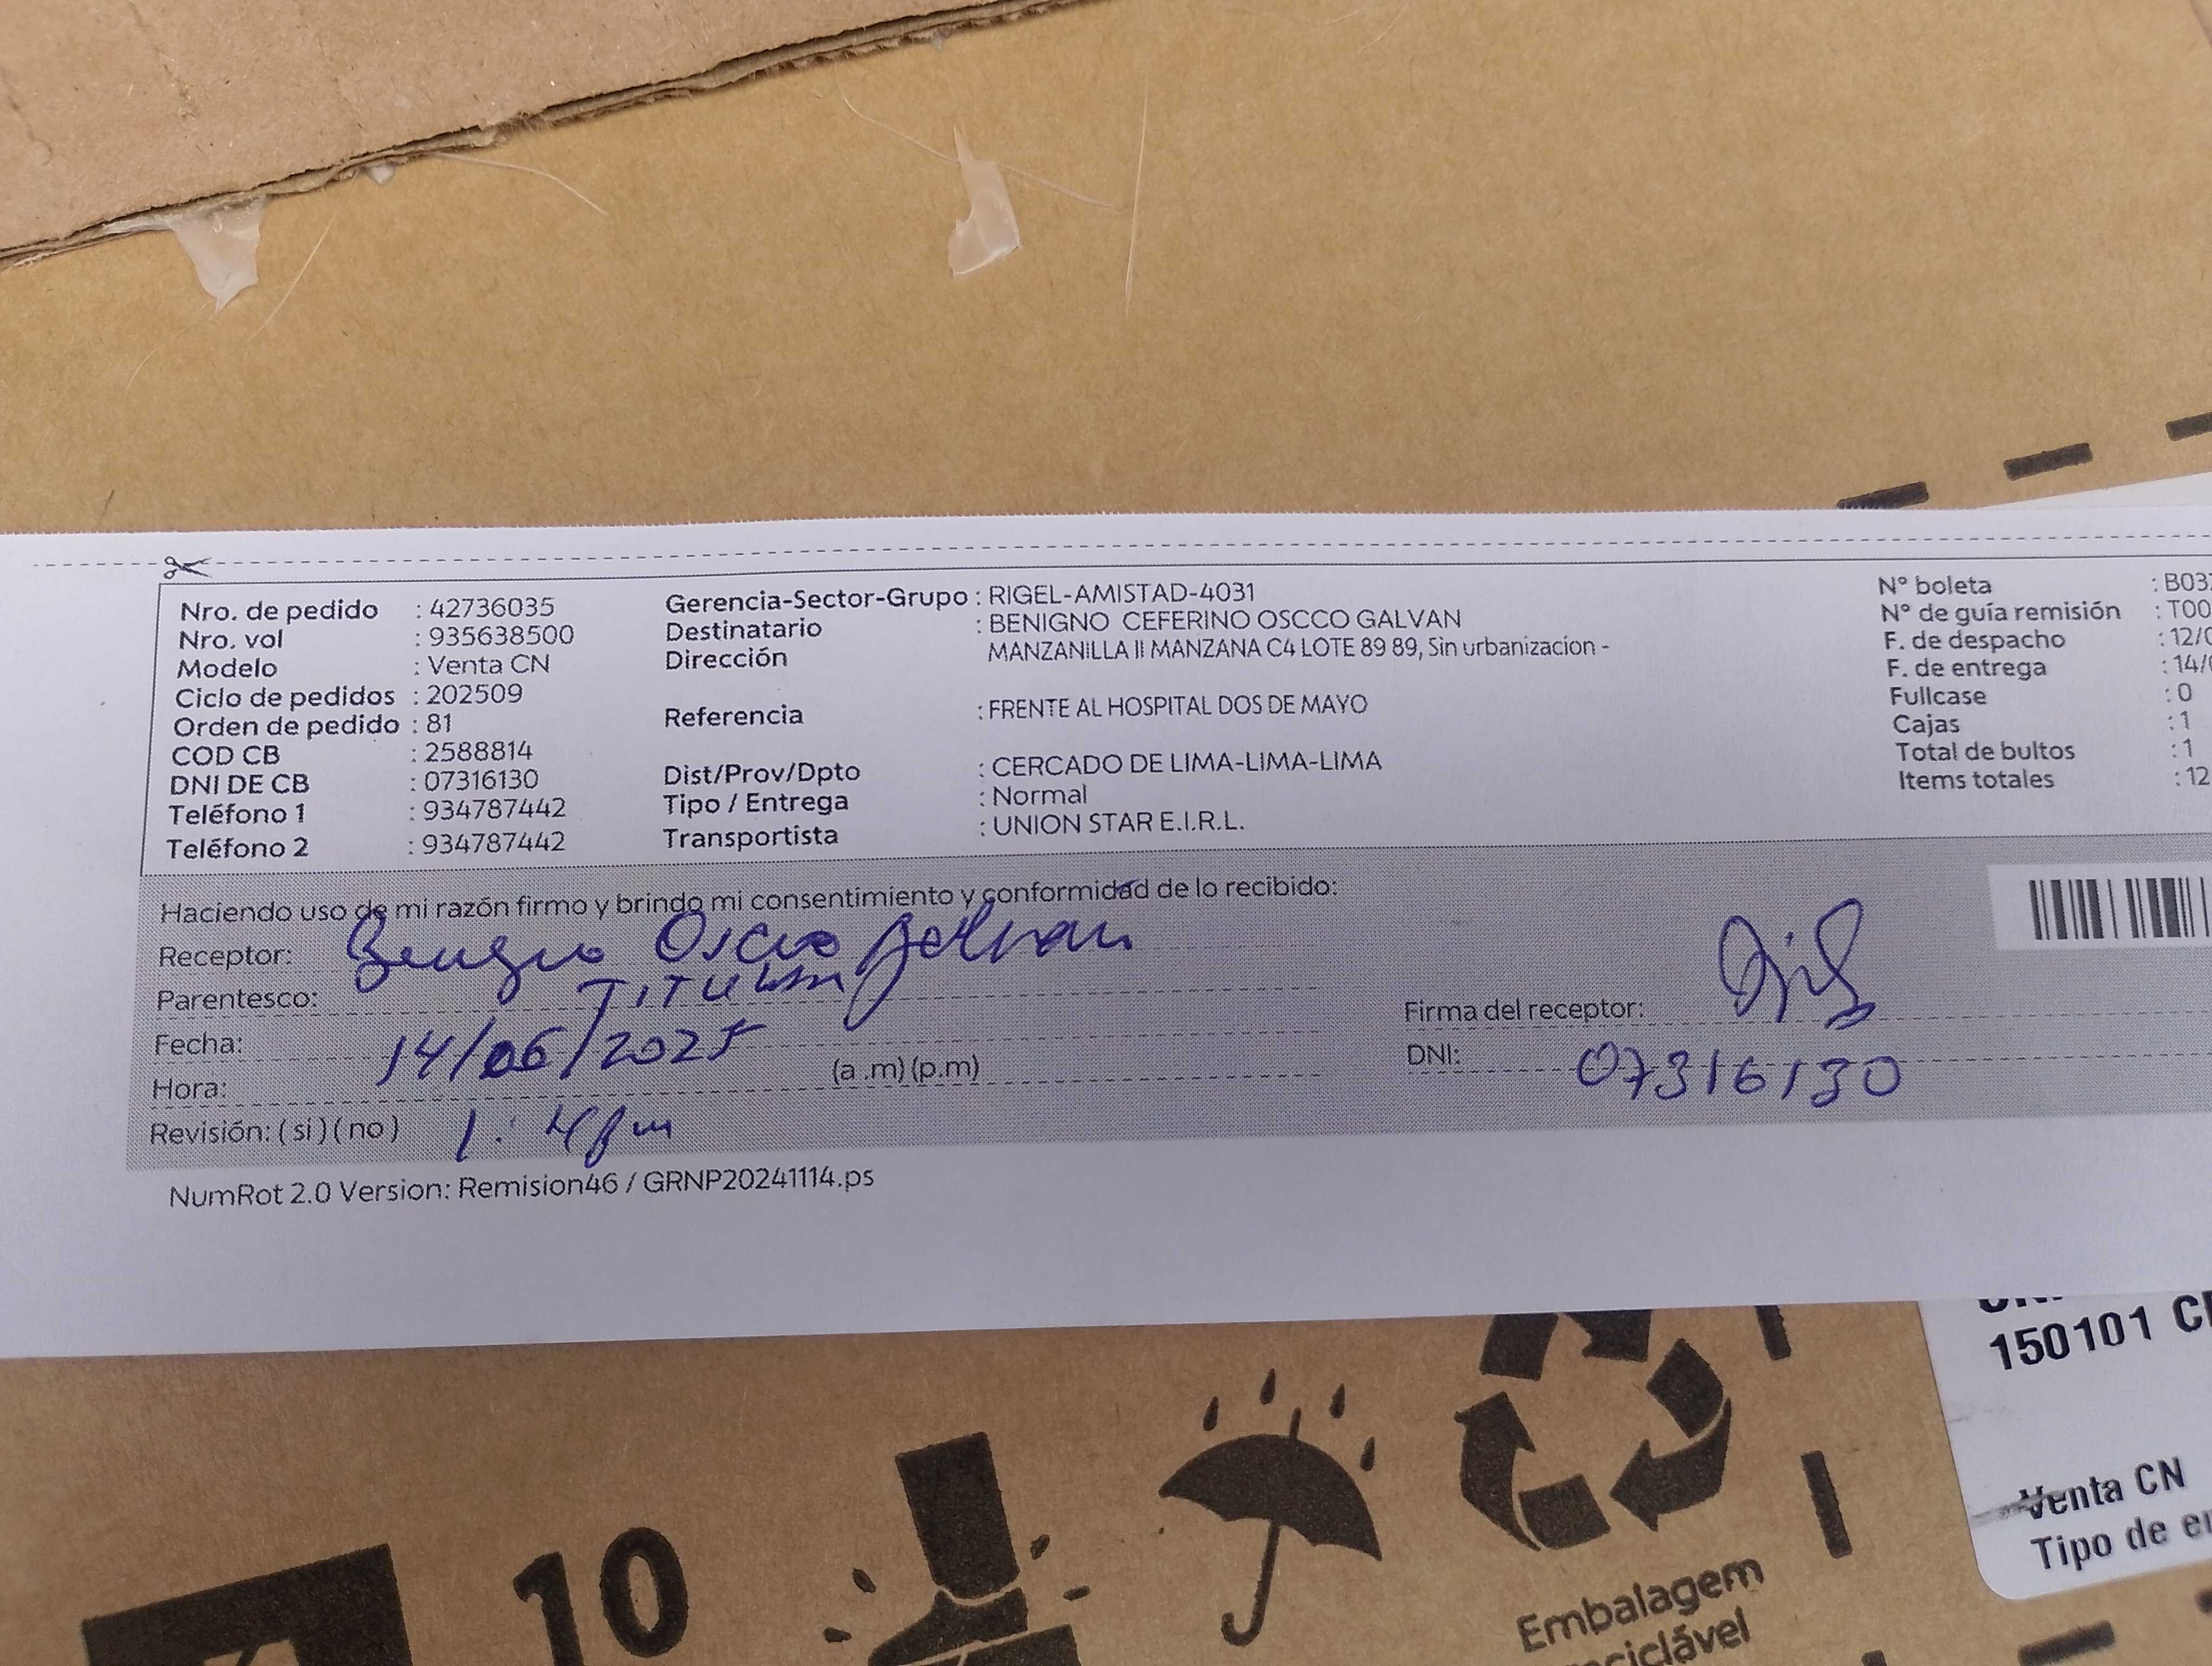 Nro. de pedido : 42736035
Nro. vol : 935638500
Modelo : Venta CN
Ciclo de pedidos : 202509
Orden de pedido : 81
COD CB : 2588814
DNI DE CB : 07316130
Teléfono 1 : 934787442
Teléfono 2 : 934787442
Gerencia-Sector-Grupo : RIGEL-AMISTAD-4031
Destinatario : BENIGNO CEFERINO OSCCO GALVAN
Dirección MANZANILLA II MANZANA C4 LOTE 89 89, Sin urbanizacion -
Referencia : FRENTE AL HOSPITAL DOS DE MAYO
Dist/Prov/Dpto : CERCADO DE LIMA-LIMA-LIMA
Tipo / Entrega : Normal
Transportista : UNION STAR E.I.R.L.
N° boleta : B03
N° de guía remisión : T00
F. de despacho : 12/
F. de entrega : 14/
Fullcase : 0
Cajas : 1
Total de bultos : 1
Items totales : 12
Haciendo uso de mi razón firmo y brindo mi consentimiento y conformidad de lo recibido:
Receptor: Benigno Oscco Galvan
Parentesco: TITULAR
Fecha: 14/06/2025
Hora: (a .m) (p.m)
Revisión: ( si ) ( no )
Firma del receptor:
DNI: 07316130
NumRot 2.0 Version: Remision46 / GRNP20241114.ps
150101 C
Venta CN
Tipo de
10
Embalagem